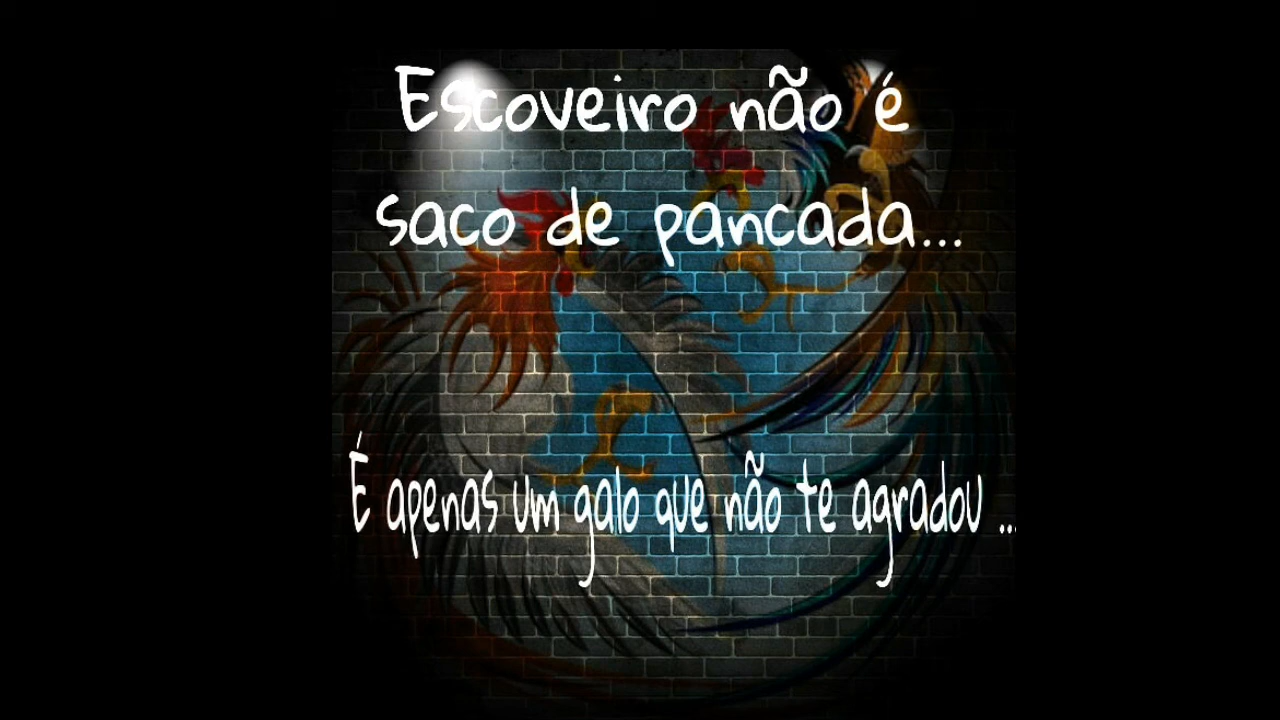 Escoveiro não é
saco de pancada...
É apenas um galo que não te agradou ...